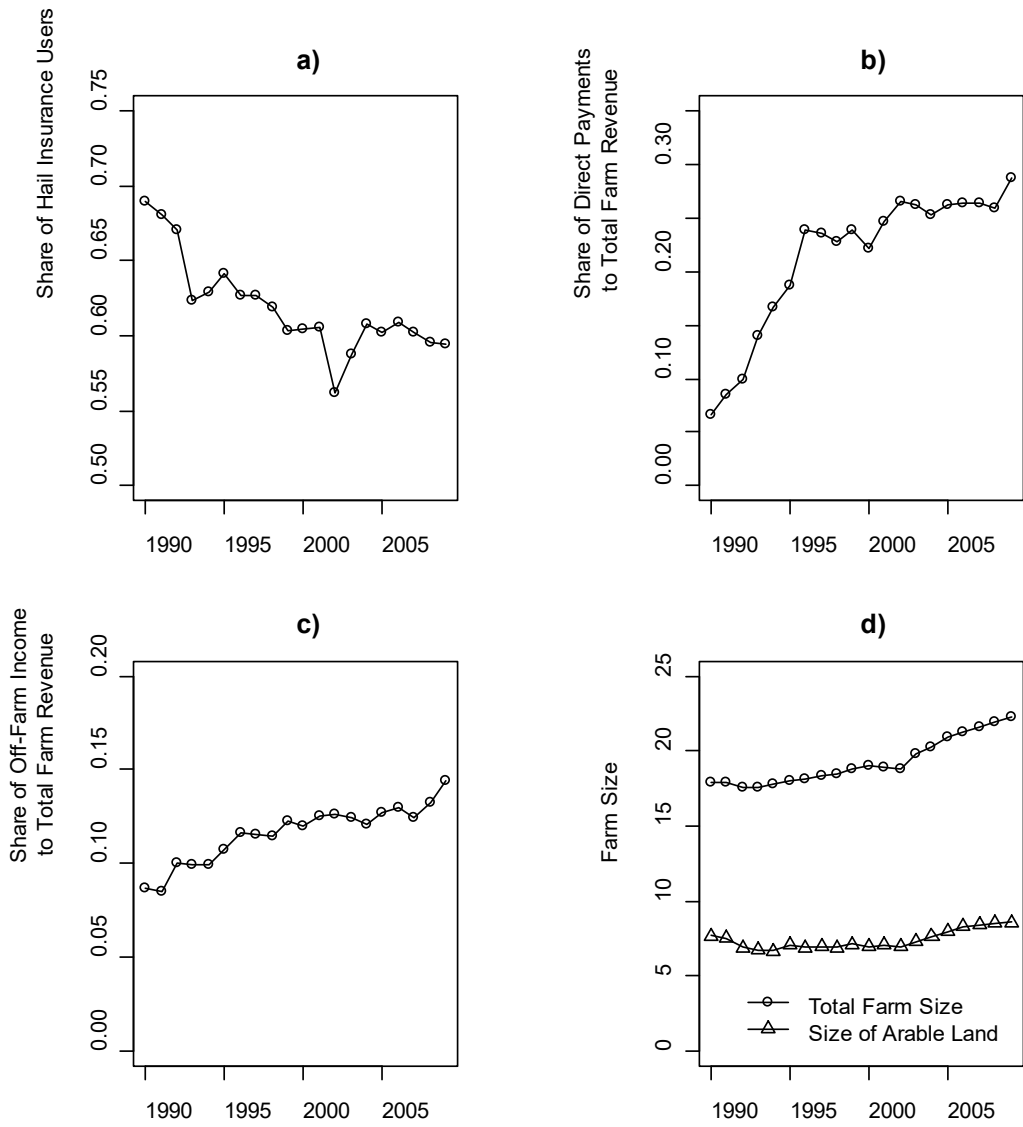 a)
Share of Hail Insurance Users
0.75
0.70
0.65
0.60
0.55
0.50
1990 1995 2000 2005
b)
Share of Direct Payments
to Total Farm Revenue
0.30
0.20
0.10
0.00
1990 1995 2000 2005
c)
Share of Off-Farm Income
to Total Farm Revenue
0.20
0.15
0.10
0.05
0.00
1990 1995 2000 2005
d)
Farm Size
25
20
15
10
5
0
Total Farm Size
Size of Arable Land
1990 1995 2000 2005